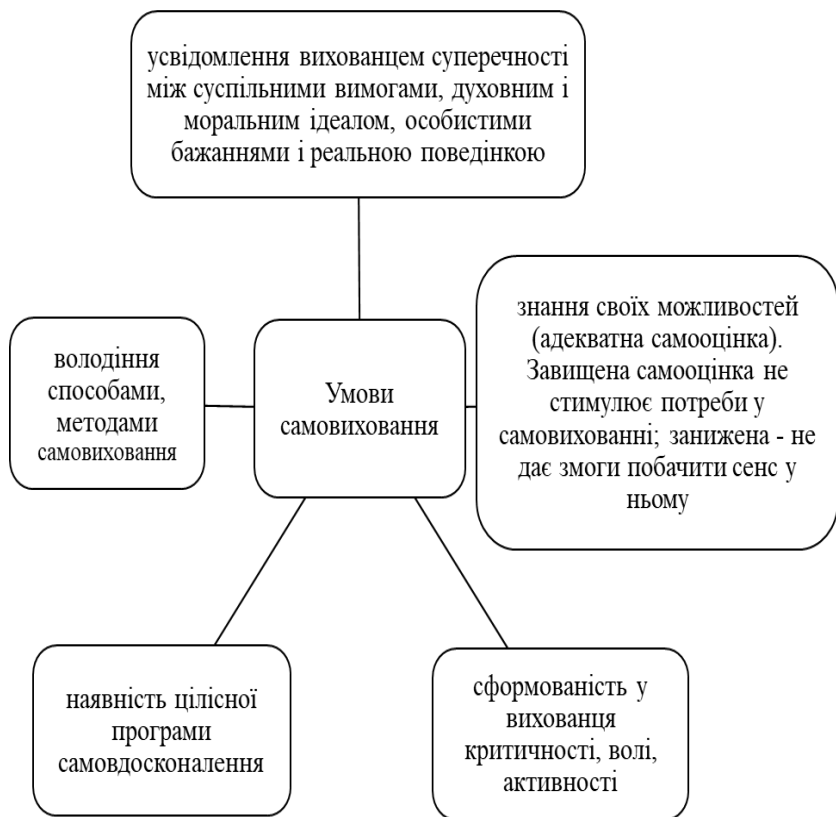 усвідомлення вихованцем суперечності
між суспільними вимогами, духовним і
моральним ідеалом, особистими
бажаннями і реальною поведінкою
володіння
способами,
методами
самовиховання
Умови
самовиховання
знання своїх можливостей
(адекватна самооцінка).
Завищена самооцінка не
стимулює потреби у
самовихованні; занижена - не
дає змоги побачити сенс у
ньому
наявність цілісної
програми
самовдосконалення
сформованість у
вихованця
критичності, волі,
активності